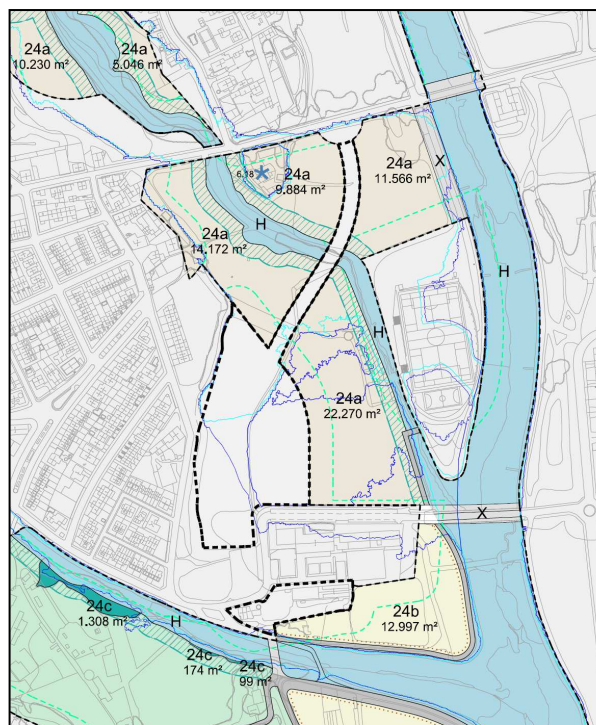 24a
10.230 m²
24a
5.046 m²
6.18
24a
9.884 m²
24a
11.566 m²
X
24a
14.172 m²
H
H
H
24a
22.270 m²
X
24b
12.997 m²
24c
1.308 m²
H
174 m²
24c
99 m²